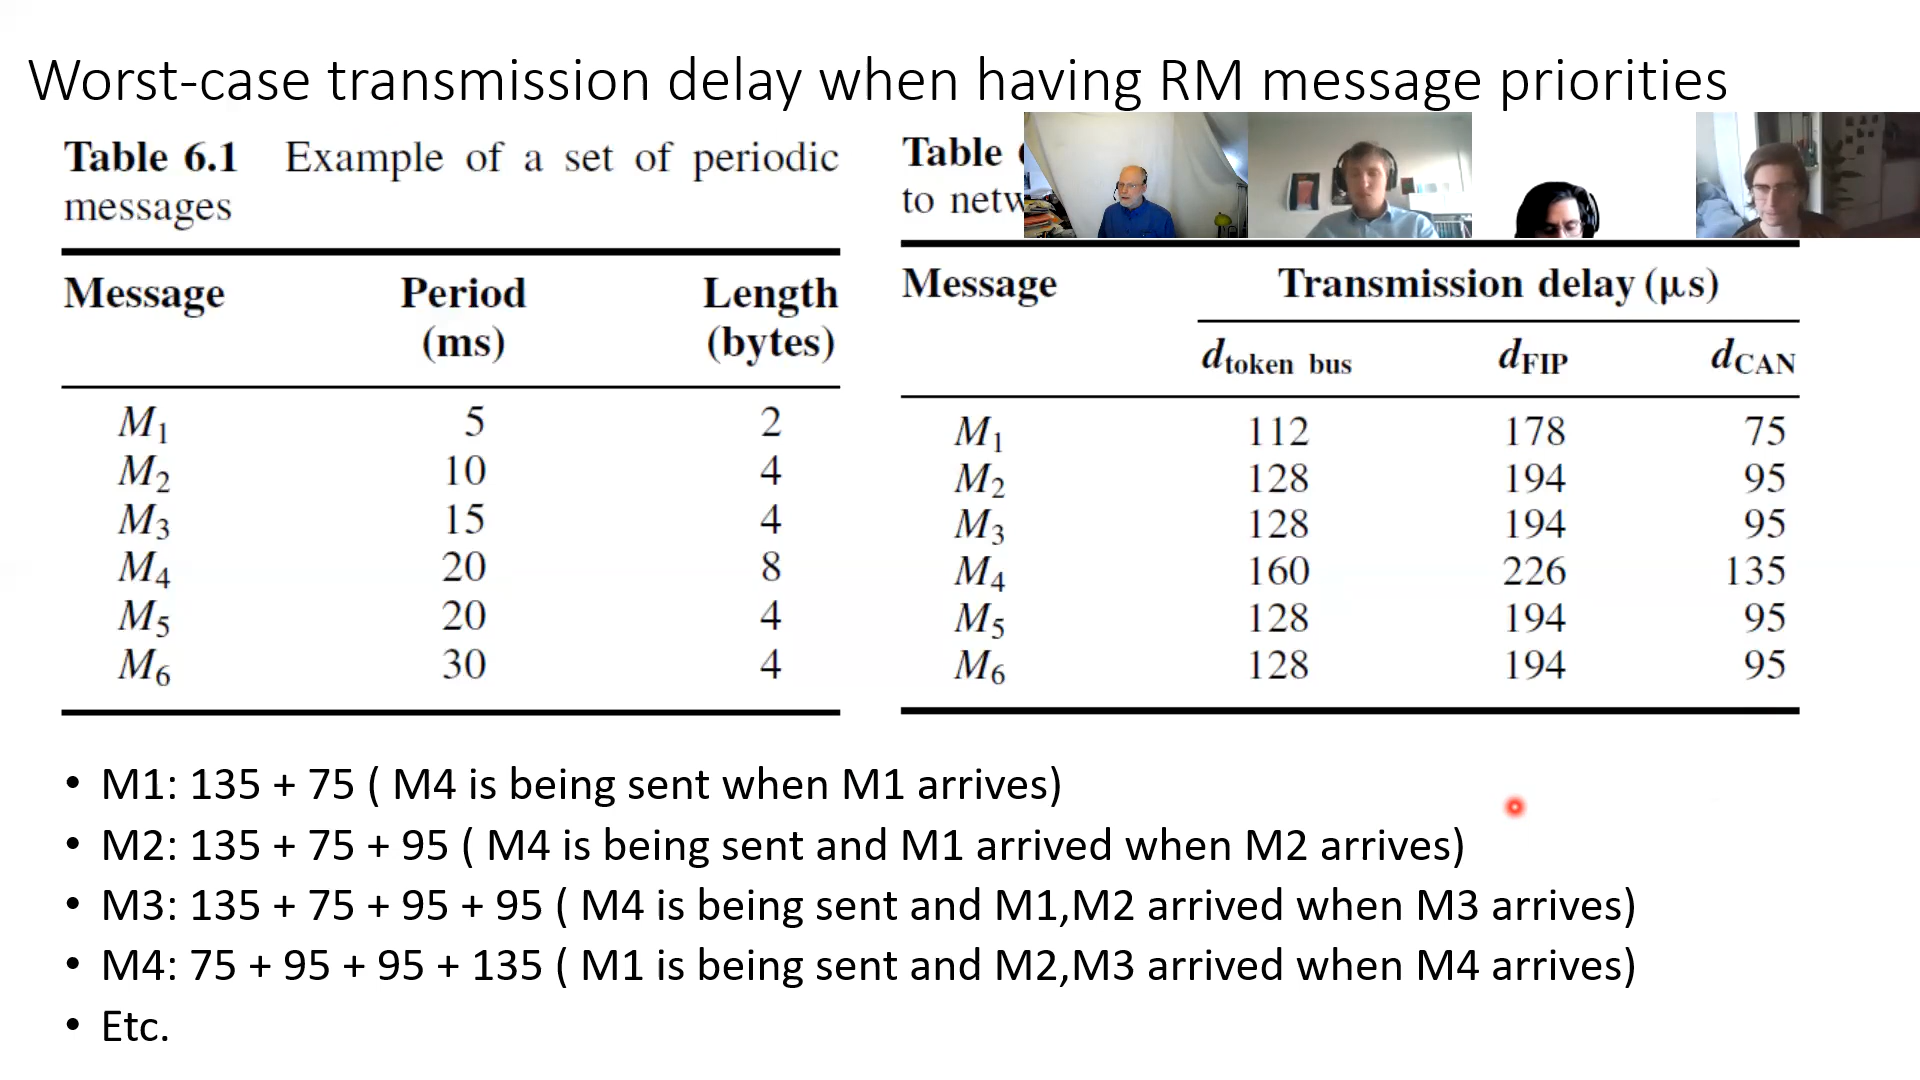 Worst-case transmission delay when having RM message priorities
Table 6.1 Example of a set of periodic
messages
Message Period Length
(ms) (bytes)
M1 5 2
M2 10 4
M3 15 4
M4 20 8
M5 20 4
M6 30 4
Table
to
Message Transmission delay (μs)
dtoken bus dFIP dCAN
M1 112 178 75
M2 128 194 95
M3 128 194 95
M4 160 226 135
M5 128 194 95
M6 128 194 95
• M1: 135 + 75 ( M4 is being sent when M1 arrives)
• M2: 135 + 75 + 95 ( M4 is being sent and M1 arrived when M2 arrives)
• M3: 135 + 75 + 95 + 95 ( M4 is being sent and M1,M2 arrived when M3 arrives)
• M4: 75 + 95 + 95 + 135 ( M1 is being sent and M2,M3 arrived when M4 arrives)
• Etc.